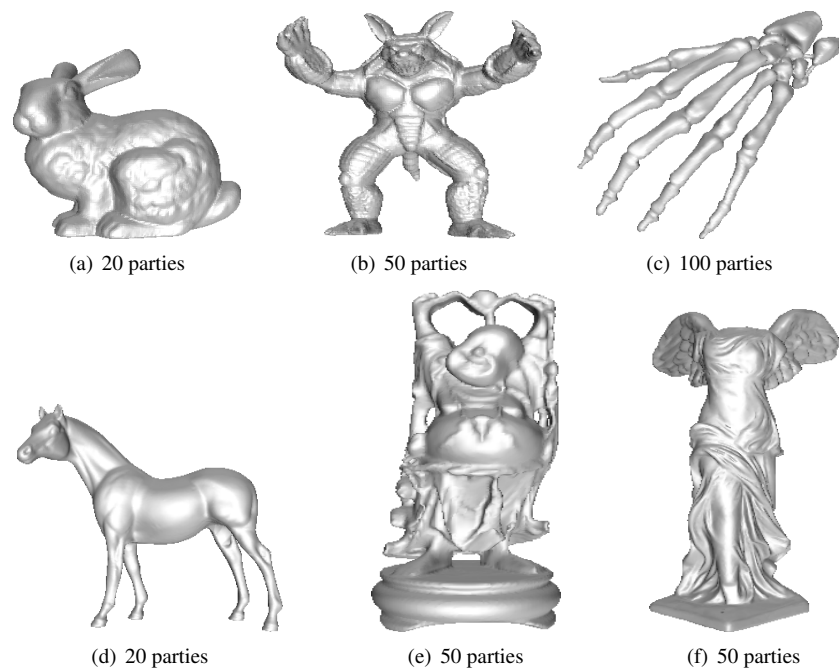 (a) 20 parties
(b) 50 parties
(c) 100 parties
(d) 20 parties
(e) 50 parties
(f) 50 parties